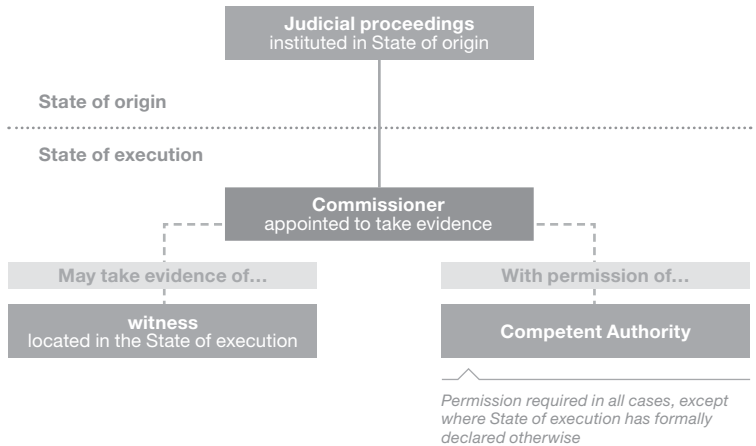 Judicial proceedings
instituted in State of origin
State of origin
State of execution
Commissioner
appointed to take evidence
May take evidence of...
With permission of...
witness
located in the State of execution
Competent Authority
Permission required in all cases, except
where State of execution has formally
declared otherwise